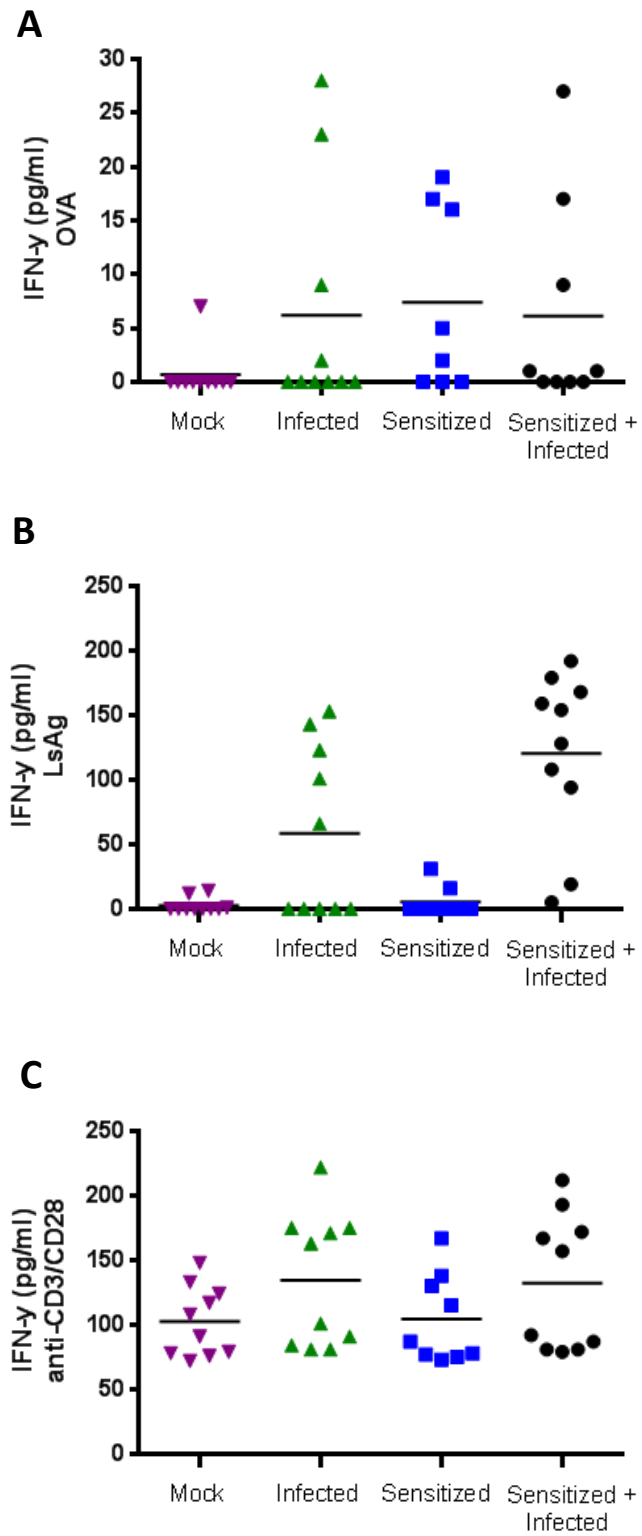 A
30
25
20
15
10
5
0
IFN-y (pg/ml)
OVA
Mock
Infected
Sensitized
Sensitized +
Infected
B
250
200
150
100
50
0
IFN-y (pg/ml)
LsAg
Mock
Infected
Sensitized
Sensitized +
Infected
C
250
200
150
100
50
0
IFN-y (pg/ml)
anti-CD3/CD28
Mock
Infected
Sensitized
Sensitized +
Infected